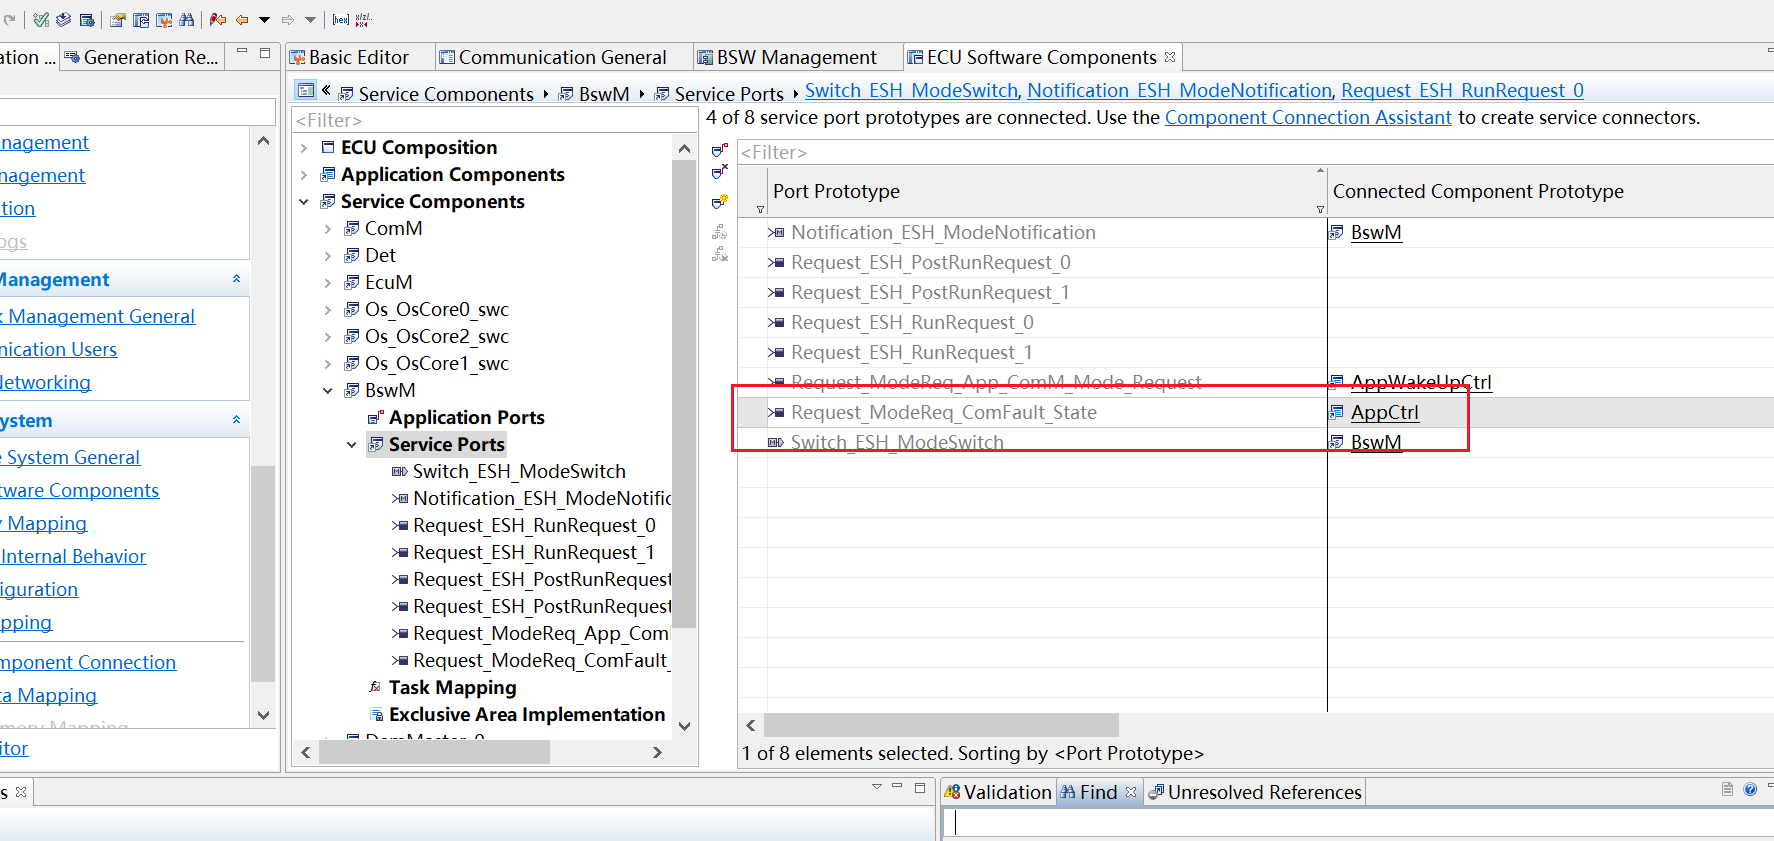 [hex]
ation ...
Generation Re...
Basic Editor
Communication General
BSW Management
ECU Software Components
Service Components
BswM
Service Ports
Switch_ESH_ModeSwitch, Notification_ESH_ModeNotification, Request_ESH_RunRequest_0
nagement
nagement
tion
ogs
Management
k Management General
nication Users
Networking
ystem
e System General
tware Components
y Mapping
Internal Behavior
iguration
pping
mponent Connection
ta Mapping
mory Mapping
itor
<Filter>
ECU Composition
Application Components
Service Components
ComM
Det
EcuM
Os_OsCore0_swc
Os_OsCore2_swc
Os_OsCore1_swc
BswM
Application Ports
Service Ports
Switch_ESH_ModeSwitch
Notification_ESH_ModeNotific
Request_ESH_RunRequest_0
Request_ESH_RunRequest_1
Request_ESH_PostRunRequest
Request_ESH_PostRunRequest
Request_ModeReq_App_Com
Request_ModeReq_ComFault_
Task Mapping
Exclusive Area Implementation
DemMaster_0
4 of 8 service port prototypes are connected. Use the Component Connection Assistant to create service connectors.
<Filter>
Port Prototype
Connected Component Prototype
Notification_ESH_ModeNotification
BswM
Request_ESH_PostRunRequest_0
Request_ESH_PostRunRequest_1
Request_ESH_RunRequest_0
Request_ESH_RunRequest_1
Request_ModeReq_App_ComM_Mode_Request
AppWakeUpCtrl
Request_ModeReq_ComFault_State
AppCtrl
Switch_ESH_ModeSwitch
BswM
1 of 8 elements selected. Sorting by <Port Prototype>
s
Validation
Find
Unresolved References